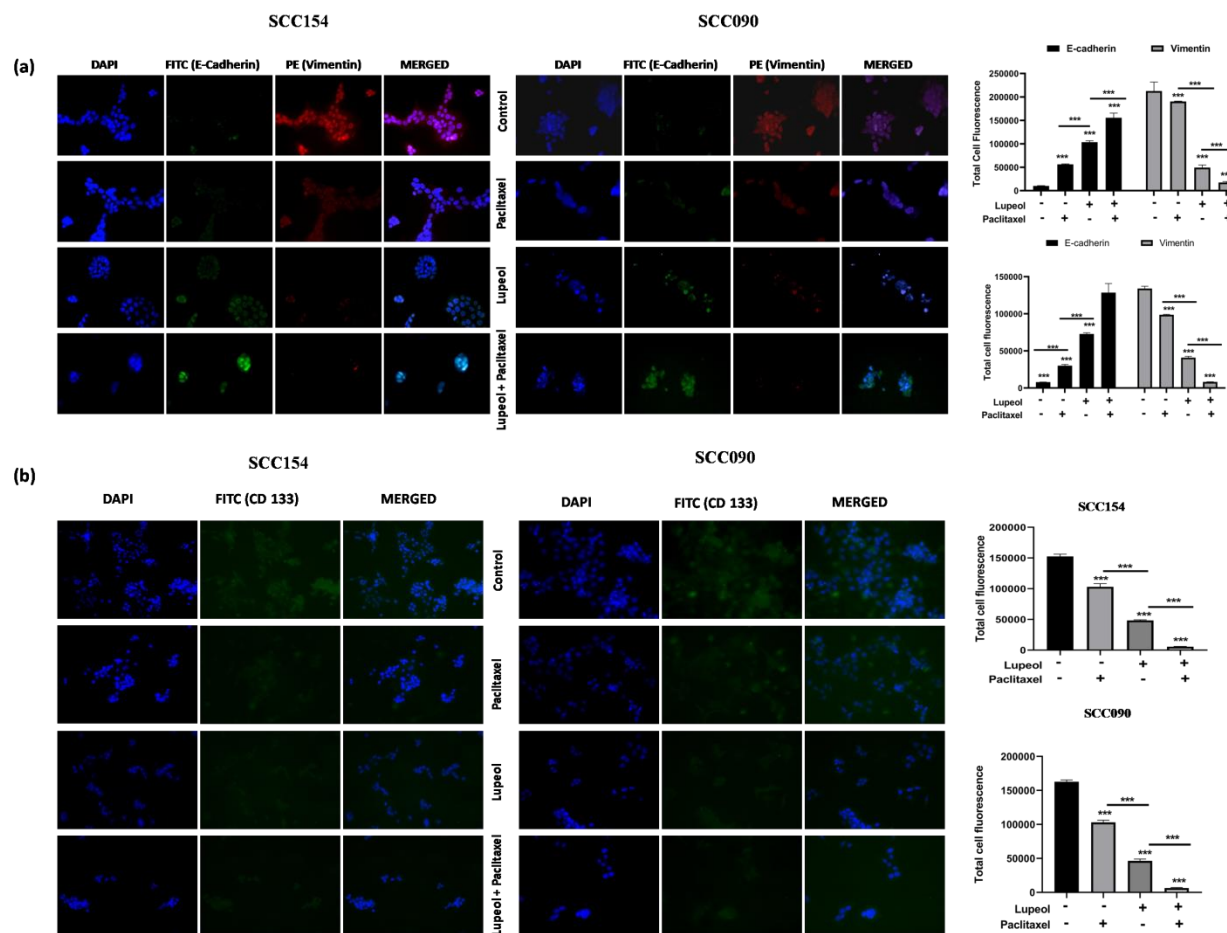 SCC154 SCC090
(a)
DAPI FITC (E-Cadherin) PE (Vimentin) MERGED DAPI FITC (E-Cadherin) PE (Vimentin) MERGED
Control
Paclitaxel
Lupeol
Lupeol + Paclitaxel
E-cadherin Vimentin
Total Cell Fluorescence
250000
200000
150000
100000
50000
0
*** *** *** *** *** *** *** *** *** **
Lupeol - - + + - - + +
Paclitaxel - + - + - + - -
E-cadherin Vimentin
Total cell fluorescence
150000
100000
50000
0
*** *** *** *** *** *** *** *** *** *** ***
Lupeol - - + + - - + +
Paclitaxel - + - + - + - +
(b)
SCC154 SCC090
DAPI FITC (CD 133) MERGED DAPI FITC (CD 133) MERGED
Control
Paclitaxel
Lupeol
Lupeol + Paclitaxel
SCC154
Total cell fluorescence
200000
150000
100000
50000
0
*** *** *** *** ***
Lupeol - - + +
Paclitaxel - + - +
SCC090
Total cell fluorescence
200000
150000
100000
50000
0
*** *** *** *** ***
Lupeol - - + +
Paclitaxel - + - +